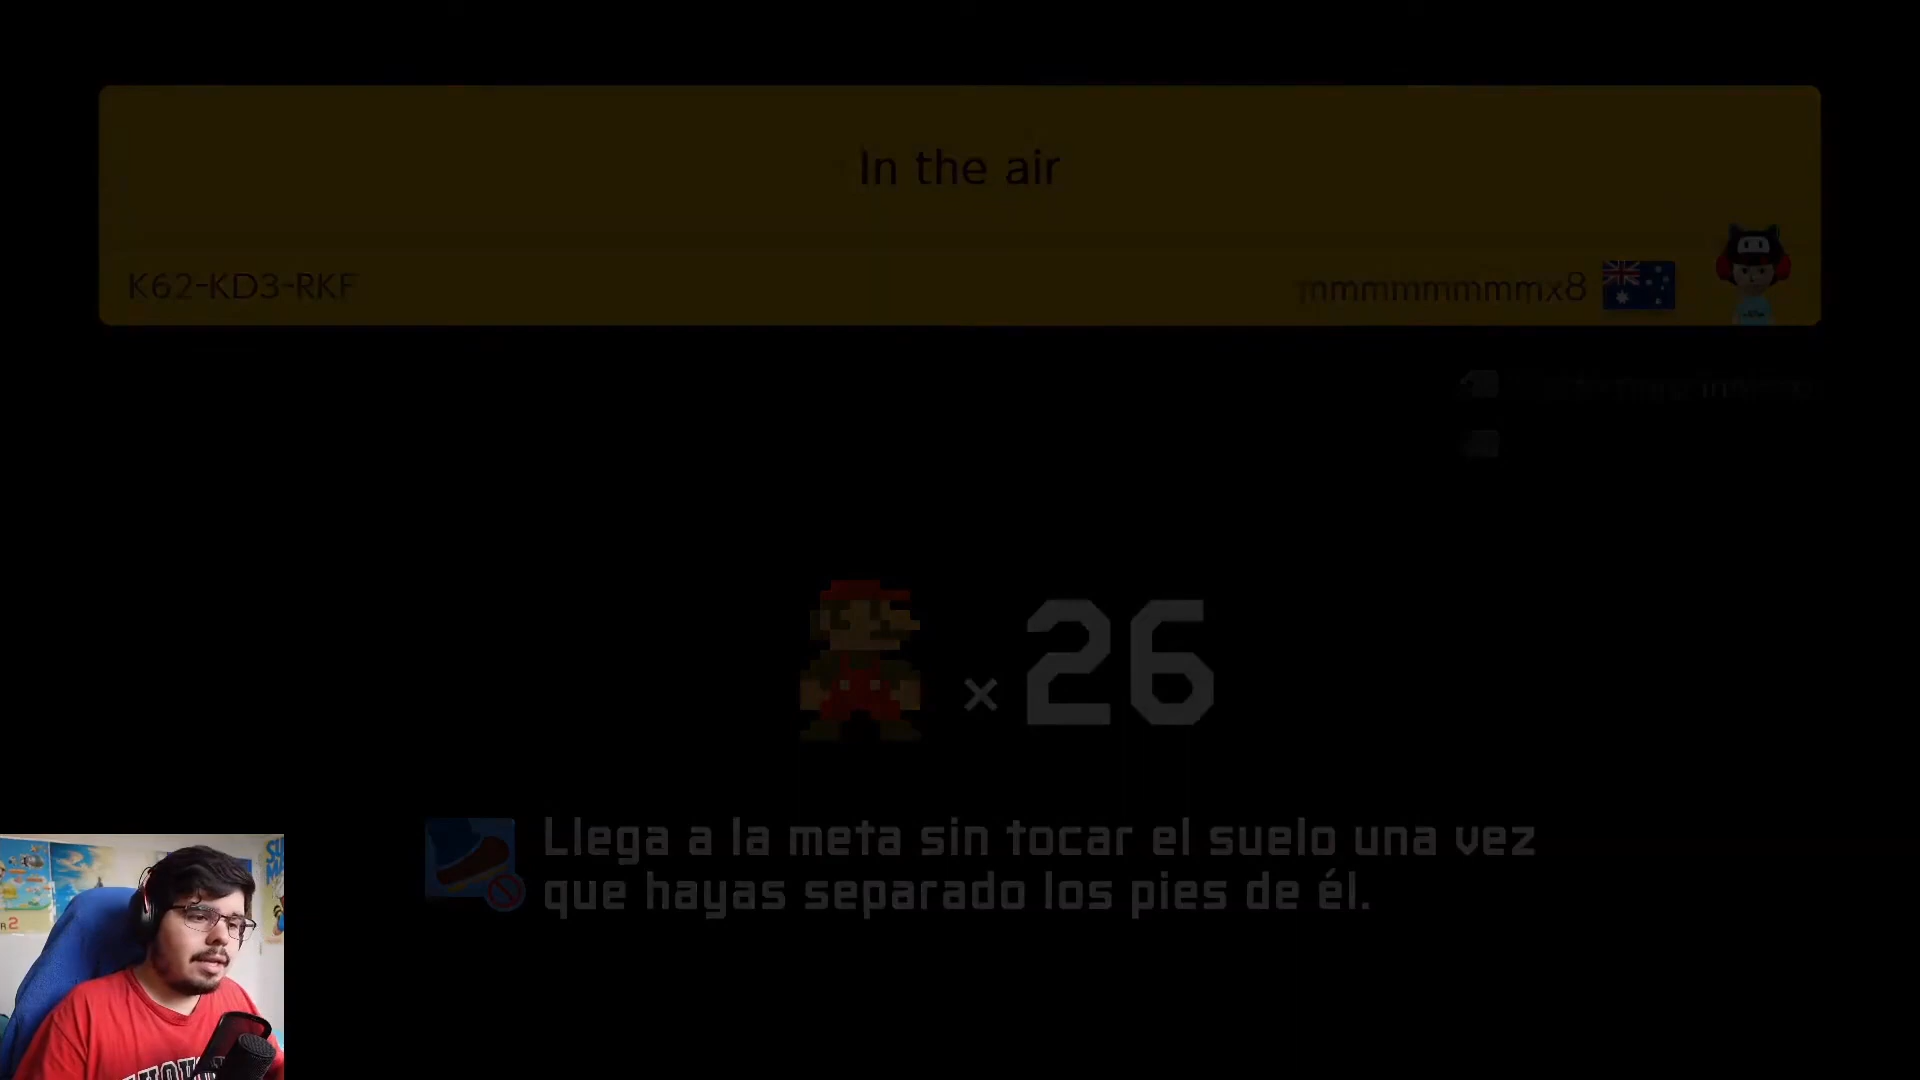 In the air
K62-KD3-RKF
mmmmmmmmx8
× 26
Llega a la meta sin tocar el suelo una vez
que hayas separado los pies de él.